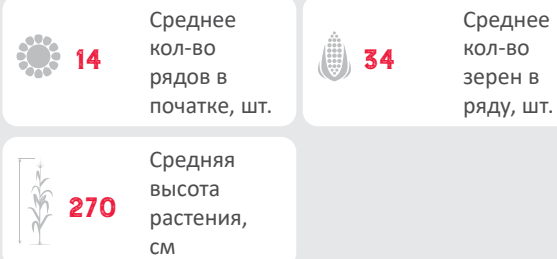 14
Среднее
кол-во
рядов в
початке, шт.
34
Среднее
кол-во
зерен в
ряду, шт.
270
Средняя
высота
растения,
см